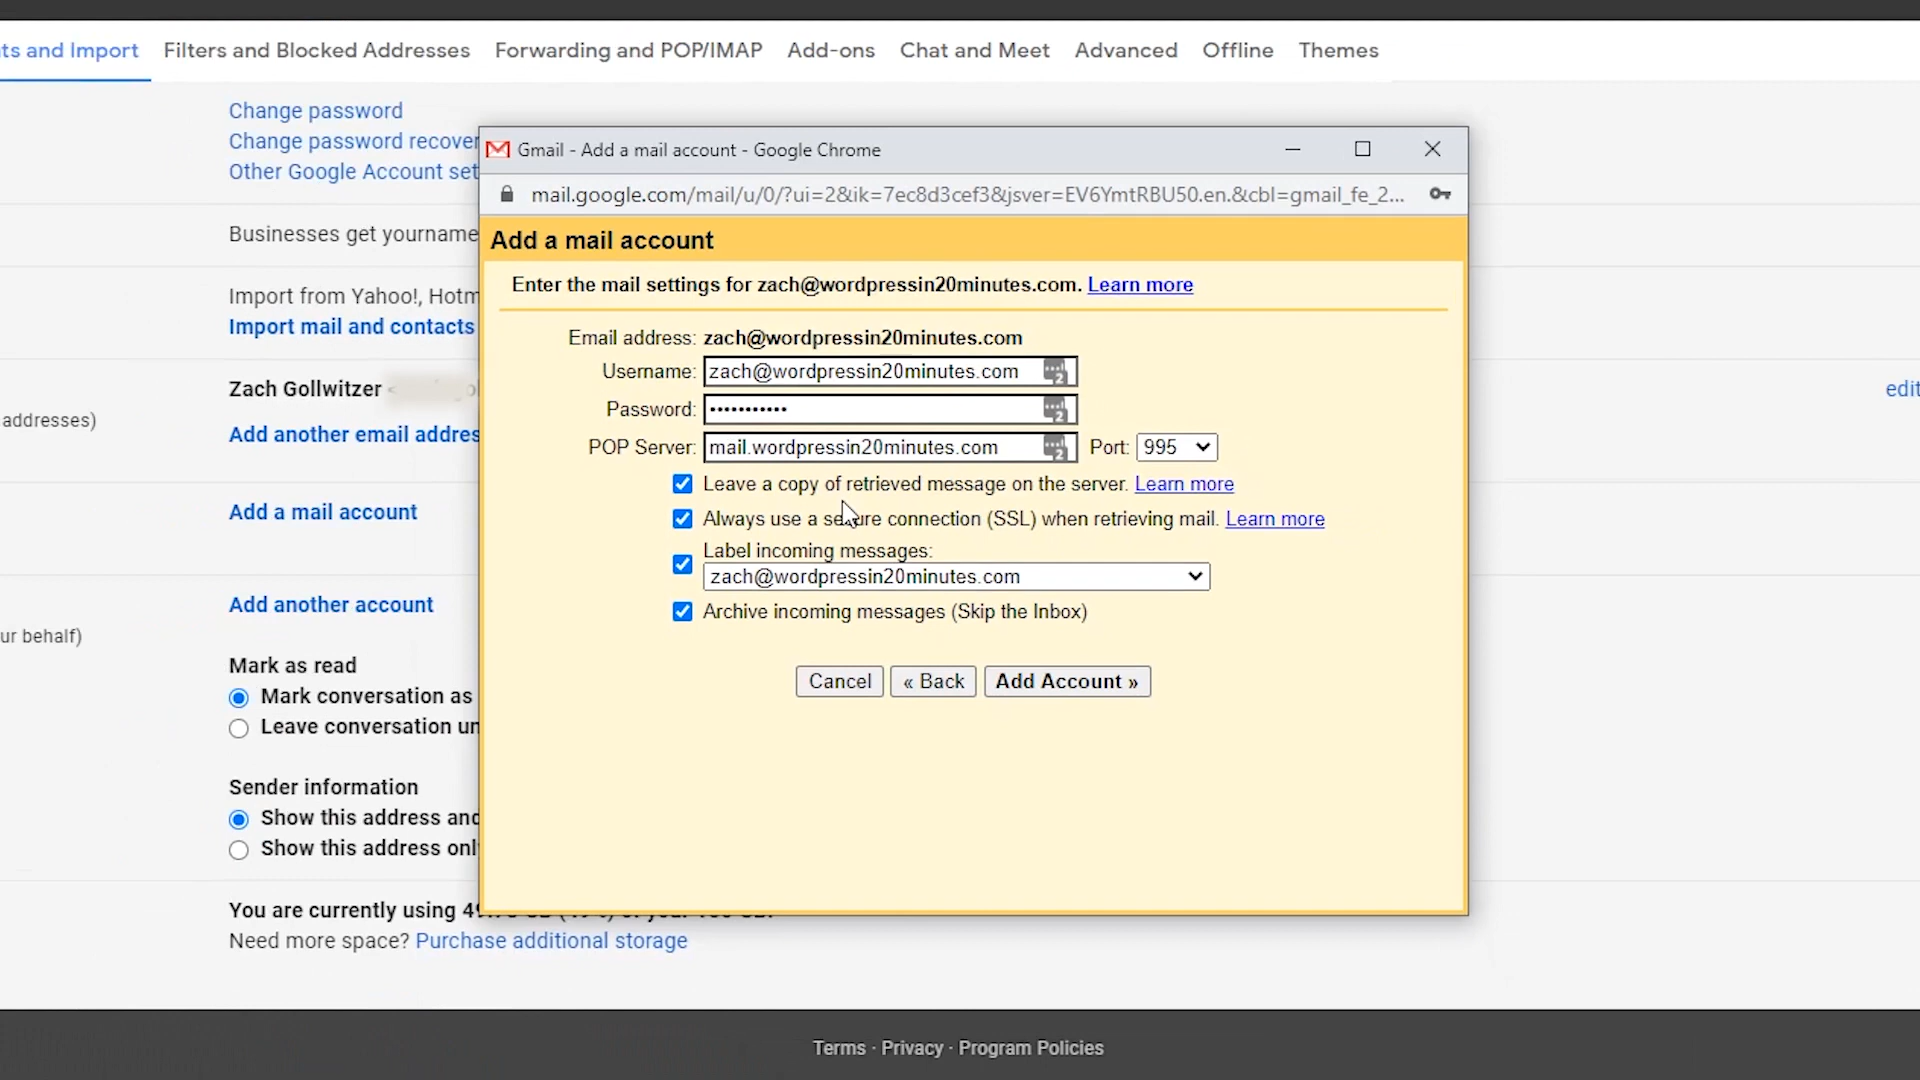 ts and Import Filters and Blocked Addresses Forwarding and POP/IMAP Add-ons Chat and Meet Advanced Offline Themes
Change password
Change password recover
Other Google Account set
Businesses get yourname
Import from Yahoo!, Hotm
Import mail and contacts
Zach Gollwitzer <
edit
addresses)
Add another email addres
Add a mail account
Add another account
ur behalf)
Mark as read
Mark conversation as
Leave conversation un
Sender information
Show this address and
Show this address onl
You are currently using
Need more space? Purchase additional storage
Gmail - Add a mail account - Google Chrome
mail.google.com/mail/u/0/?ui=2&ik=7ec8d3cef3&jsver=EV6YmtRBU50.en.&cbl=gmail_fe_2...
Add a mail account
Enter the mail settings for zach@wordpressin20minutes.com. Learn more
Email address: zach@wordpressin20minutes.com
Username: zach@wordpressin20minutes.com
Password: •••••••••••
POP Server: mail.wordpressin20minutes.com Port: 995
Leave a copy of retrieved message on the server. Learn more
Always use a secure connection (SSL) when retrieving mail. Learn more
Label incoming messages:
zach@wordpressin20minutes.com
Archive incoming messages (Skip the Inbox)
Cancel « Back Add Account »
Terms · Privacy · Program Policies